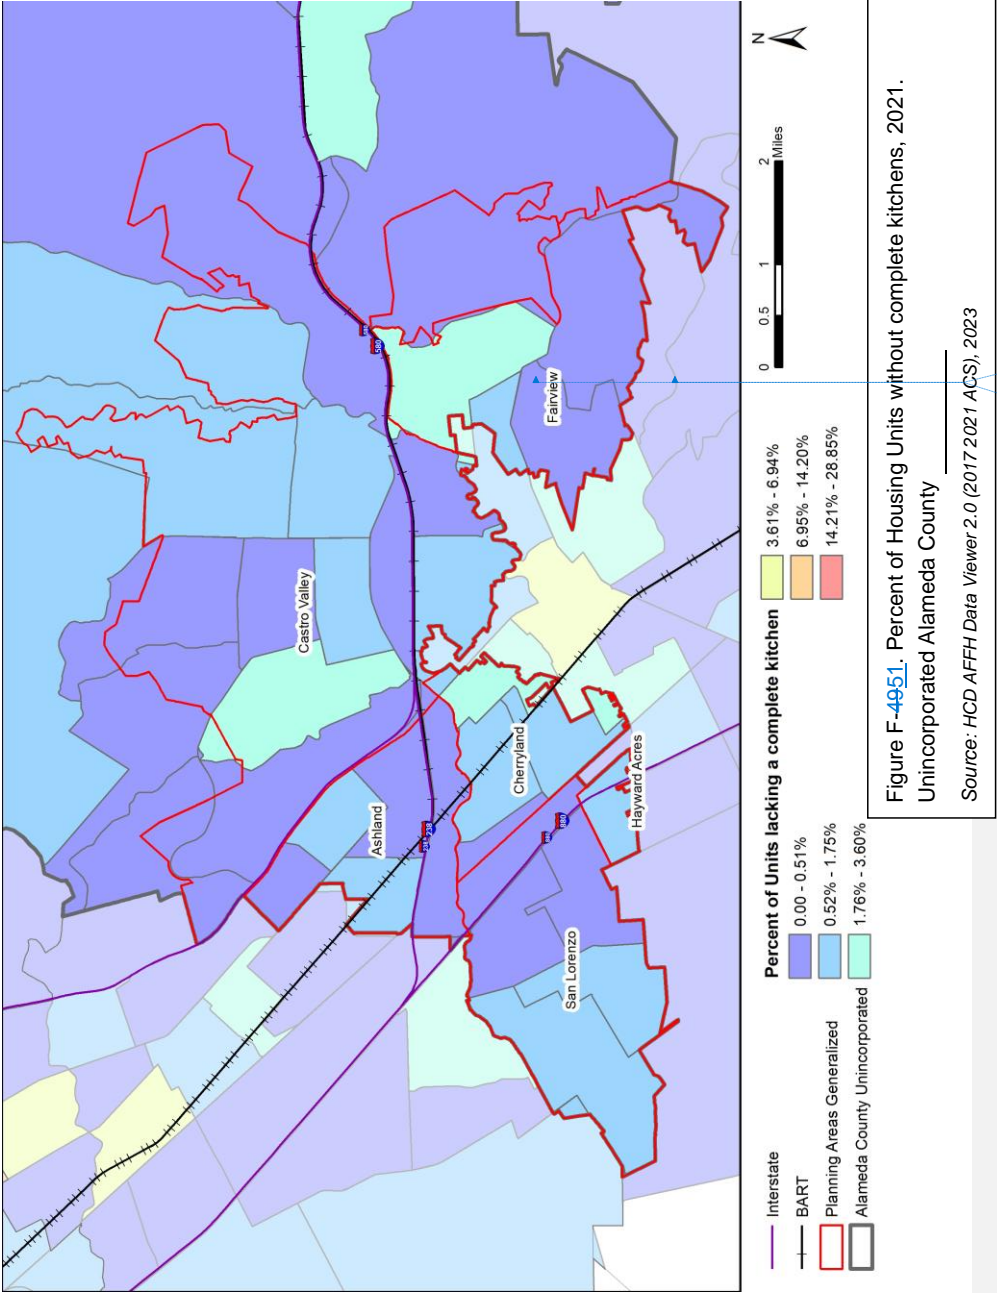 Castro Valley
Fairview
Ashland
Cherryland
Hayward Acres
San Lorenzo
580
238
880
N
0 0.5 1 2
Miles
Interstate
BART
Planning Areas Generalized
Alameda County Unincorporated
Percent of Units lacking a complete kitchen
0.00 - 0.51%
0.52% - 1.75%
1.76% - 3.60%
3.61% - 6.94%
6.95% - 14.20%
14.21% - 28.85%
Figure F-4951. Percent of Housing Units without complete kitchens, 2021.
Unincorporated Alameda County
Source: HCD AFFH Data Viewer 2.0 (2017 2021 ACS), 2023